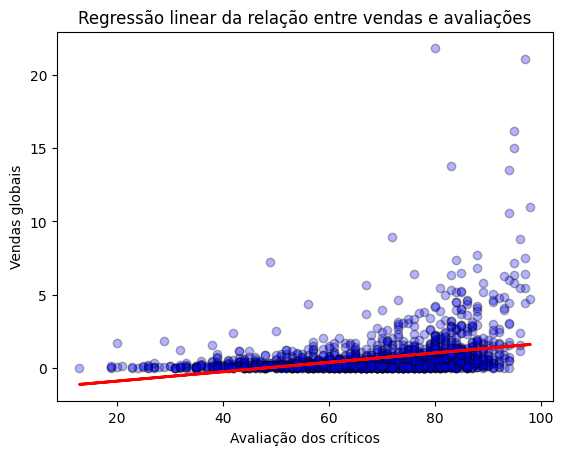 Regressão linear da relação entre vendas e avaliações
Vendas globais
20
15
10
5
0
20 40 60 80 100
Avaliação dos críticos